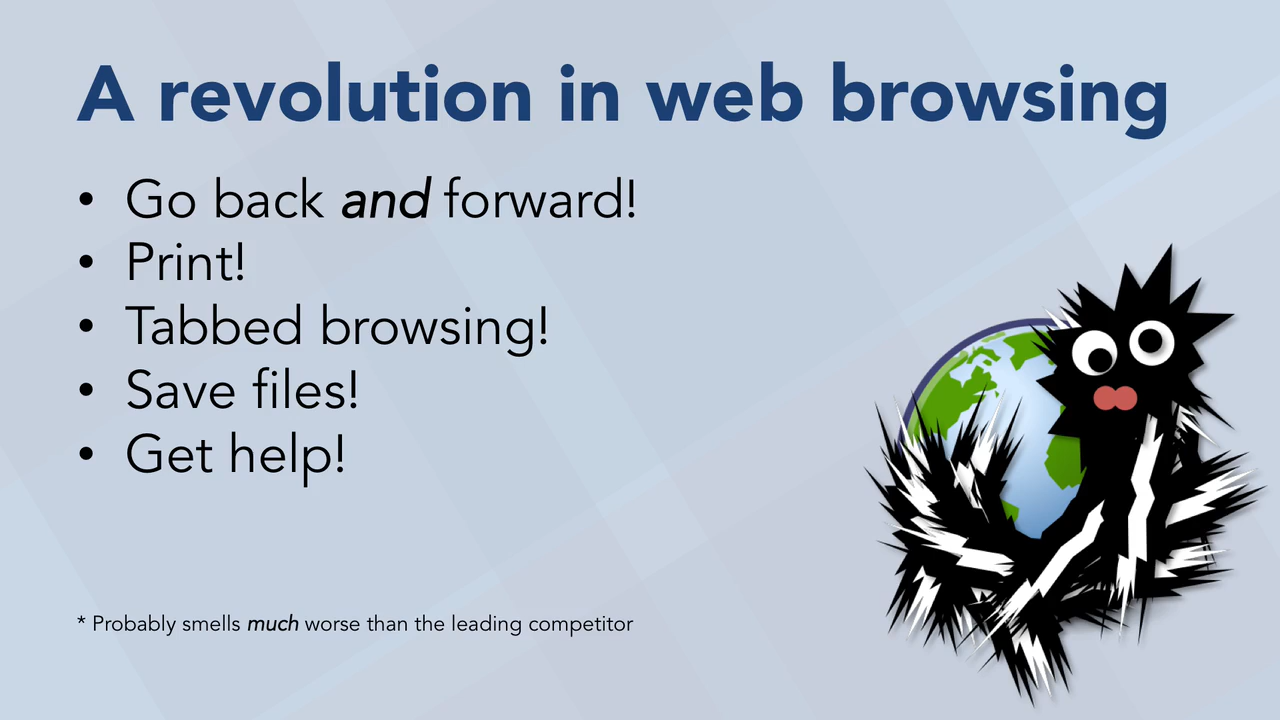 A revolution in web browsing
• Go back and forward!
• Print!
• Tabbed browsing!
• Save files!
• Get help!
* Probably smells much worse than the leading competitor